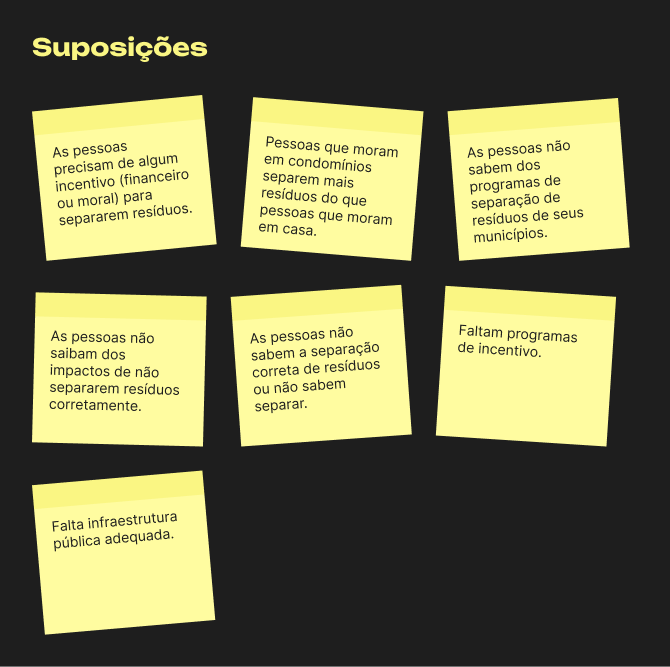 Suposições
As pessoas
precisam de algum
incentivo (financeiro
ou moral) para
separarem resíduos.
Pessoas que moram
em condomínios
separem mais
resíduos do que
pessoas que moram
em casa.
As pessoas não
sabem dos
programas de
separação de
resíduos de seus
municípios.
As pessoas não
saibam dos
impactos de não
separarem resíduos
corretamente.
As pessoas não
sabem a separação
correta de resíduos
ou não sabem
separar.
Faltam programas
de incentivo.
Falta infraestrutura
pública adequada.